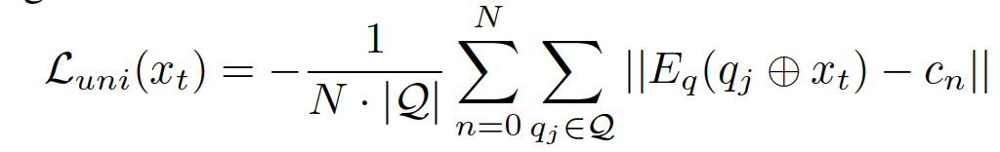 $$\mathcal{L}_{uni}(x_t) = -\frac{1}{N \cdot |\mathcal{Q}|} \sum_{n=0}^{N} \sum_{q_j \in \mathcal{Q}} ||E_q(q_j \oplus x_t) - c_n||$$